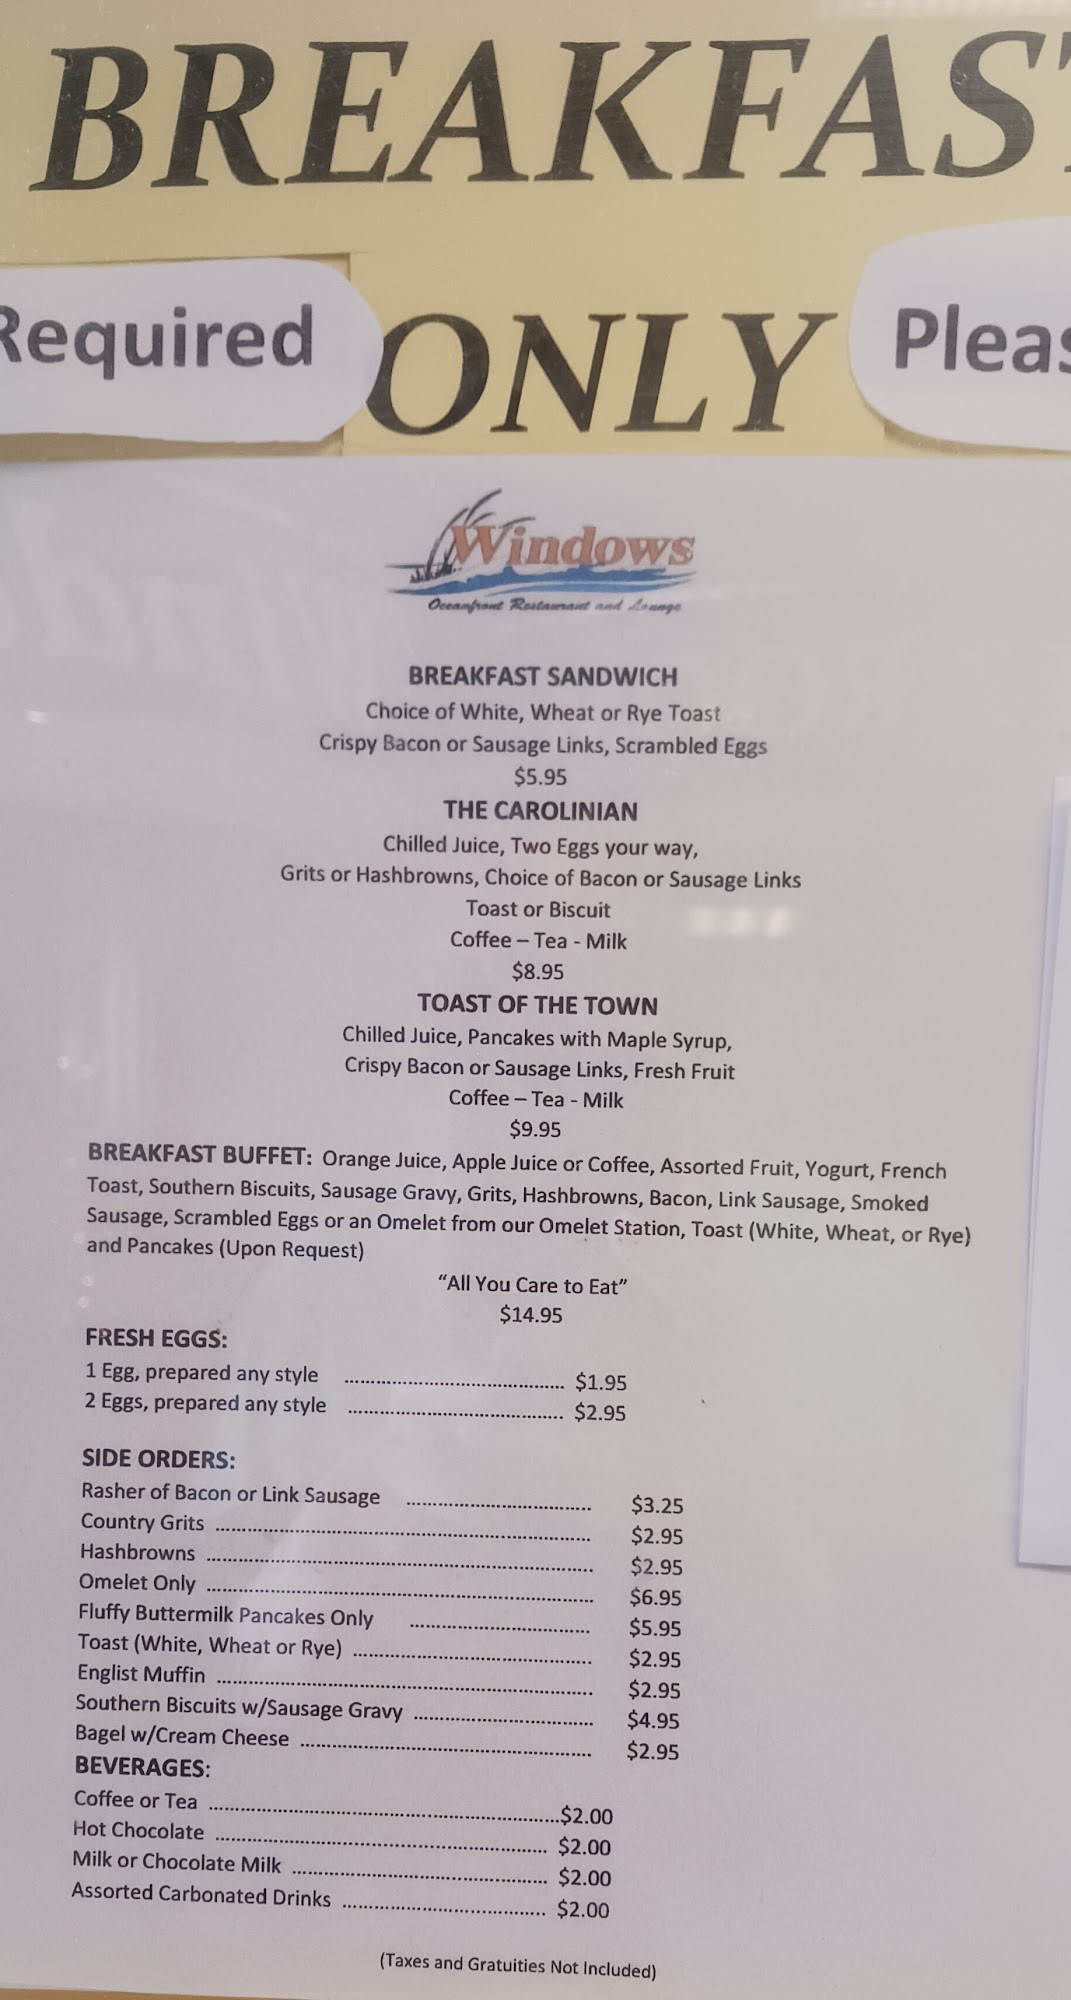 BREAKFAST
Required
ONLY
Pleas
Windows
Oceanfront Restaurant and Lounge
BREAKFAST SANDWICH
Choice of White, Wheat or Rye Toast
Crispy Bacon or Sausage Links, Scrambled Eggs
$5.95
THE CAROLINIAN
Chilled Juice, Two Eggs your way,
Grits or Hashbrowns, Choice of Bacon or Sausage Links
Toast or Biscuit
Coffee – Tea - Milk
$8.95
TOAST OF THE TOWN
Chilled Juice, Pancakes with Maple Syrup,
Crispy Bacon or Sausage Links, Fresh Fruit
Coffee – Tea - Milk
$9.95
BREAKFAST BUFFET: Orange Juice, Apple Juice or Coffee, Assorted Fruit, Yogurt, French
Toast, Southern Biscuits, Sausage Gravy, Grits, Hashbrowns, Bacon, Link Sausage, Smoked
Sausage, Scrambled Eggs or an Omelet from our Omelet Station, Toast (White, Wheat, or Rye)
and Pancakes (Upon Request)
“All You Care to Eat”
$14.95
FRESH EGGS:
1 Egg, prepared any style ........ $1.95
2 Eggs, prepared any style ........ $2.95
SIDE ORDERS:
Rasher of Bacon or Link Sausage ........ $3.25
Country Grits ........ $2.95
Hashbrowns ........ $2.95
Omelet Only ........ $6.95
Fluffy Buttermilk Pancakes Only ........ $5.95
Toast (White, Wheat or Rye) ........ $2.95
Englist Muffin ........ $2.95
Southern Biscuits w/Sausage Gravy ........ $4.95
Bagel w/Cream Cheese ........ $2.95
BEVERAGES:
Coffee or Tea ........ $2.00
Hot Chocolate ........ $2.00
Milk or Chocolate Milk ........ $2.00
Assorted Carbonated Drinks ........ $2.00
(Taxes and Gratuities Not Included)